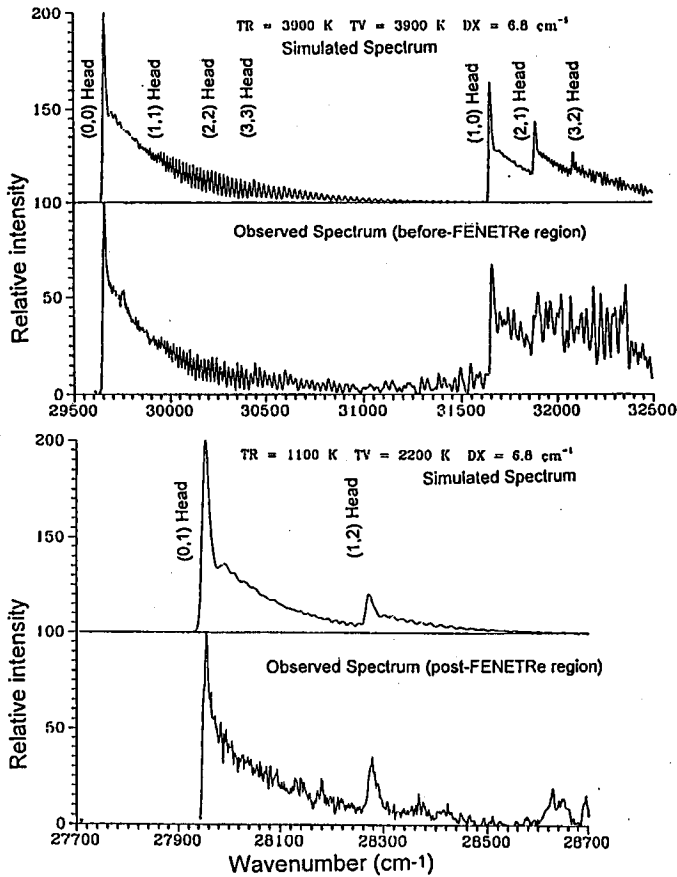 TR = 3900 K TV = 3900 K DX = 6.8 cm⁻¹
Simulated Spectrum
200
150
100
50
0
(0,0) Head
(1,1) Head
(2,2) Head
(3,3) Head
(1,0) Head
(2,1) Head
(3,2) Head
Relative intensity
Observed Spectrum (before-FENETRe region)
29500 30000 30500 31000 31500 32000 32500
TR = 1100 K TV = 2200 K DX = 6.8 cm⁻¹
Simulated Spectrum
200
150
100
50
0
(0,1) Head
(1,2) Head
Relative intensity
Observed Spectrum (post-FENETRe region)
27700 27900 28100 28300 28500 28700
Wavenumber (cm-1)